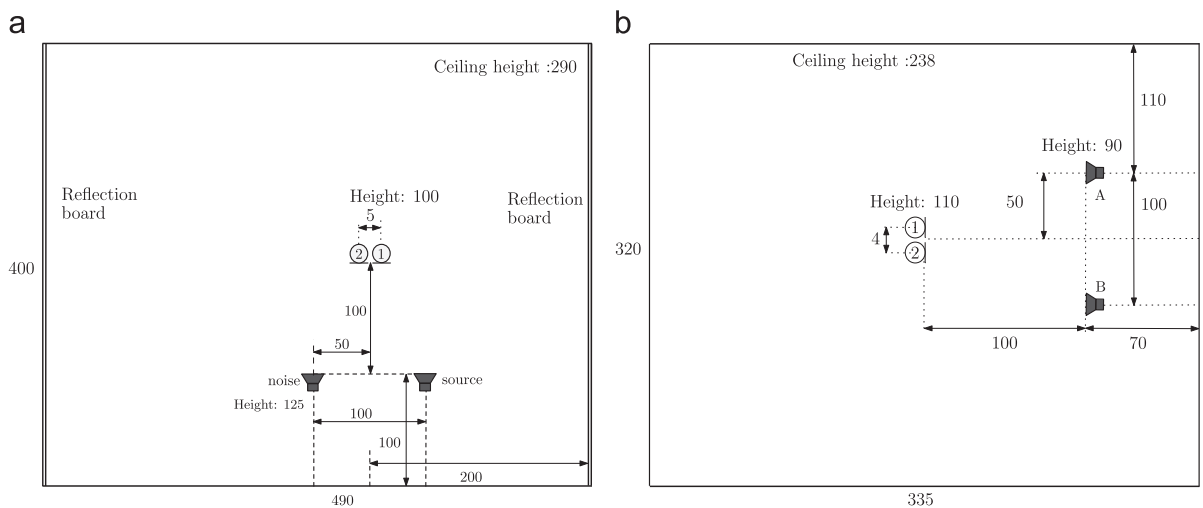 a
Ceiling height :290
Reflection
board
Height: 100
5
Reflection
board
2
1
400
100
50
noise
source
Height: 125
100
100
200
490
b
Ceiling height :238
110
Height: 90
A
50
100
Height: 110
1
4
2
320
B
100
70
335